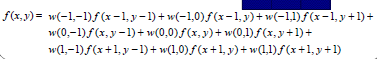 f(x,y) = w(-1,-1)f(x-1,y-1)+w(-1,0)f(x-1,y)+w(-1,1)f(x-1,y+1)+
w(0,-1)f(x,y-1)+w(0,0)f(x,y)+w(0,1)f(x,y+1)+
w(1,-1)f(x+1,y-1)+w(1,0)f(x+1,y)+w(1,1)f(x+1,y+1)